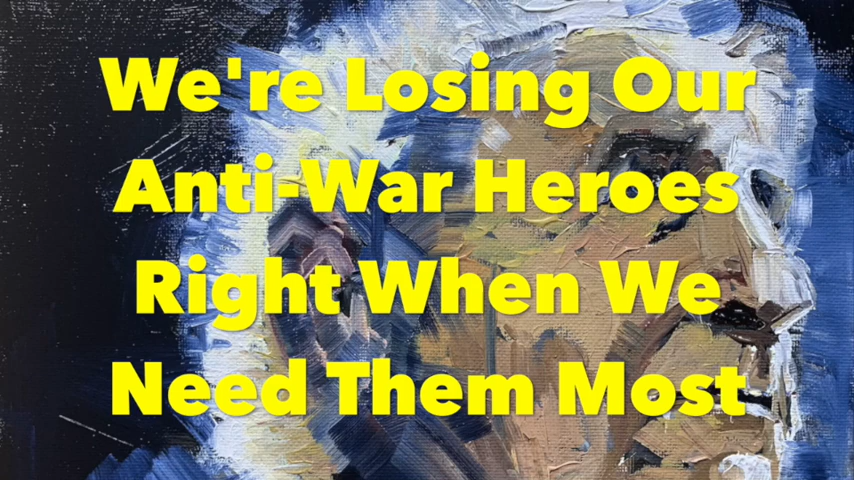 We're Losing Our
Anti-War Heroes
Right When We
Need Them Most